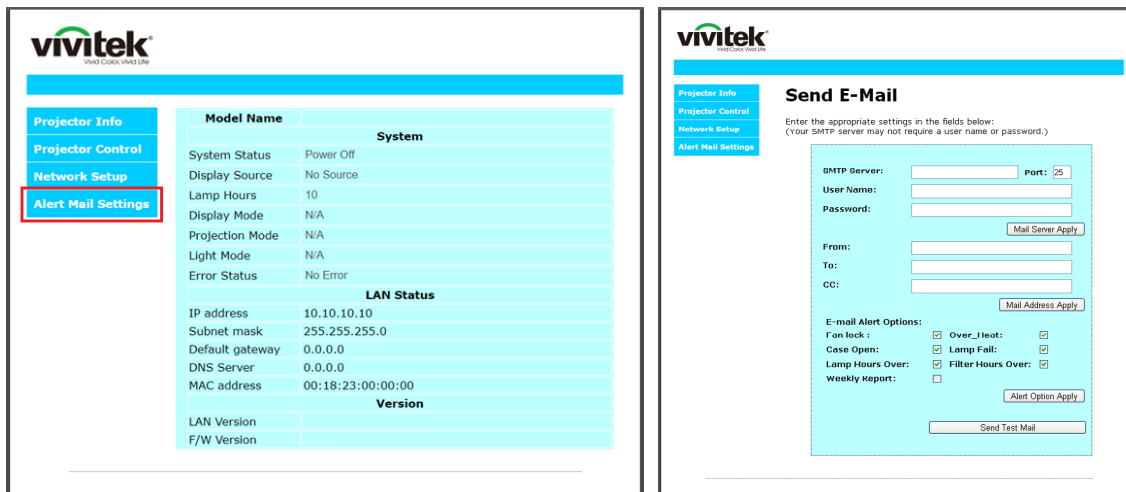 vivitek
Vivid Color, Vivid Life
Projector Info
Projector Control
Network Setup
Alert Mail Settings
Model Name
System
System Status Power Off
Display Source No Source
Lamp Hours 10
Display Mode N/A
Projection Mode N/A
Light Mode N/A
Error Status No Error
LAN Status
IP address 10.10.10.10
Subnet mask 255.255.255.0
Default gateway 0.0.0.0
DNS Server 0.0.0.0
MAC address 00:18:23:00:00:00
Version
LAN Version
F/W Version
vivitek
Vivid Color, Vivid Life
Projector Info
Projector Control
Network Setup
Alert Mail Settings
Send E-Mail
Enter the appropriate settings in the fields below:
(Your SMTP server may not require a user name or password.)
SMTP Server: Port: 25
User Name:
Password:
Mail Server Apply
From:
To:
CC:
Mail Address Apply
E-mail Alert Options:
Fan lock : Over_Heat:
Case Open: Lamp Fail:
Lamp Hours Over: Filter Hours Over:
Weekly Report:
Alert Option Apply
Send Test Mail